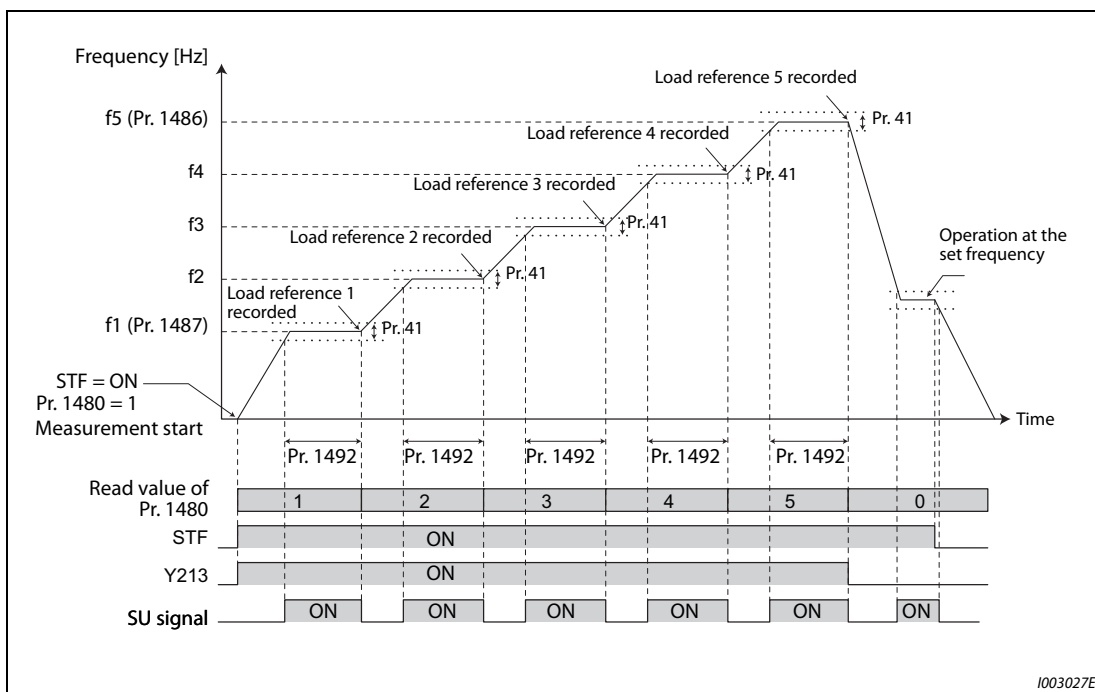 Frequency [Hz]
Load reference 5 recorded
f5 (Pr. 1486)
Pr. 41
Load reference 4 recorded
f4
Pr. 41
Load reference 3 recorded
f3
Pr. 41
Load reference 2 recorded
Operation at the
set frequency
f2
Pr. 41
Load reference 1
recorded
f1 (Pr. 1487)
Pr. 41
STF = ON
Pr. 1480 = 1
Measurement start
Time
Pr. 1492 Pr. 1492 Pr. 1492 Pr. 1492 Pr. 1492
Read value of
Pr. 1480
1 2 3 4 5 0
STF ON
Y213 ON
SU signal ON ON ON ON ON ON
I003027E